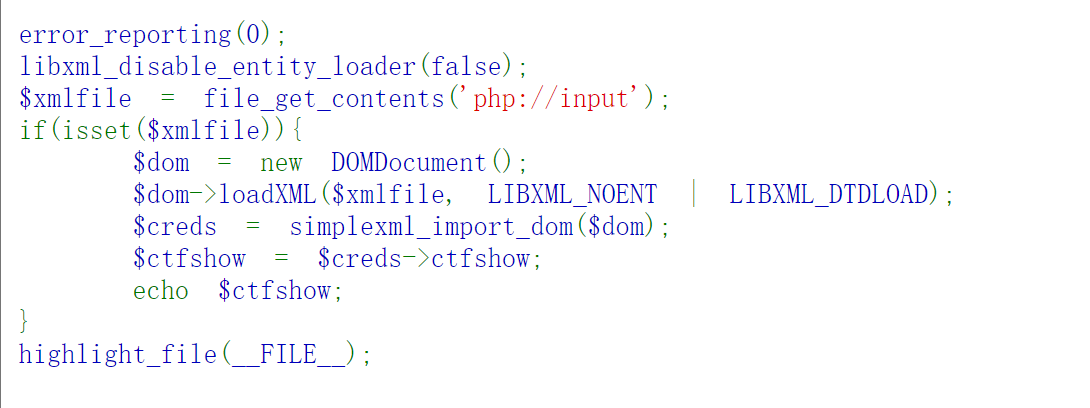 error_reporting(0);
libxml_disable_entity_loader(false);
$xmlfile = file_get_contents('php://input');
if(isset($xmlfile)){
$dom = new DOMDocument();
$dom->loadXML($xmlfile, LIBXML_NOENT | LIBXML_DTDLOAD);
$creds = simplexml_import_dom($dom);
$ctfshow = $creds->ctfshow;
echo $ctfshow;
}
highlight_file(__FILE__);